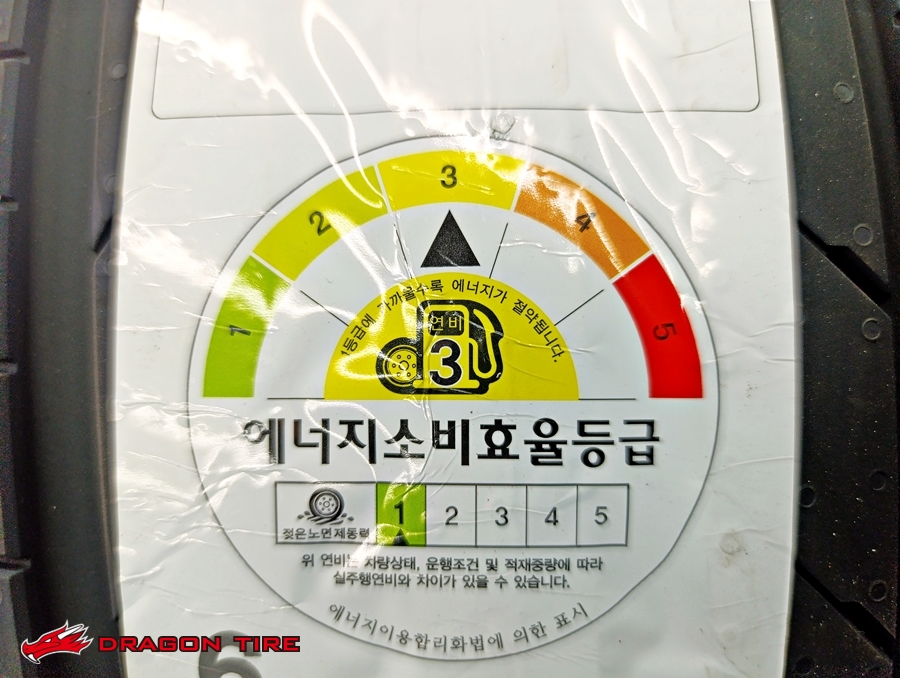 1 2 3 4 5
1등급에 가까울수록 에너지가 절약됩니다.
연비
3
에너지소비효율등급
젖은노면제동력 1 2 3 4 5
위 연비는 차량상태, 운행조건 및 적재중량에 따라
실주행연비와 차이가 있을 수 있습니다.
에너지이용합리화법에 의한 표시
6
DRAGON TIRE